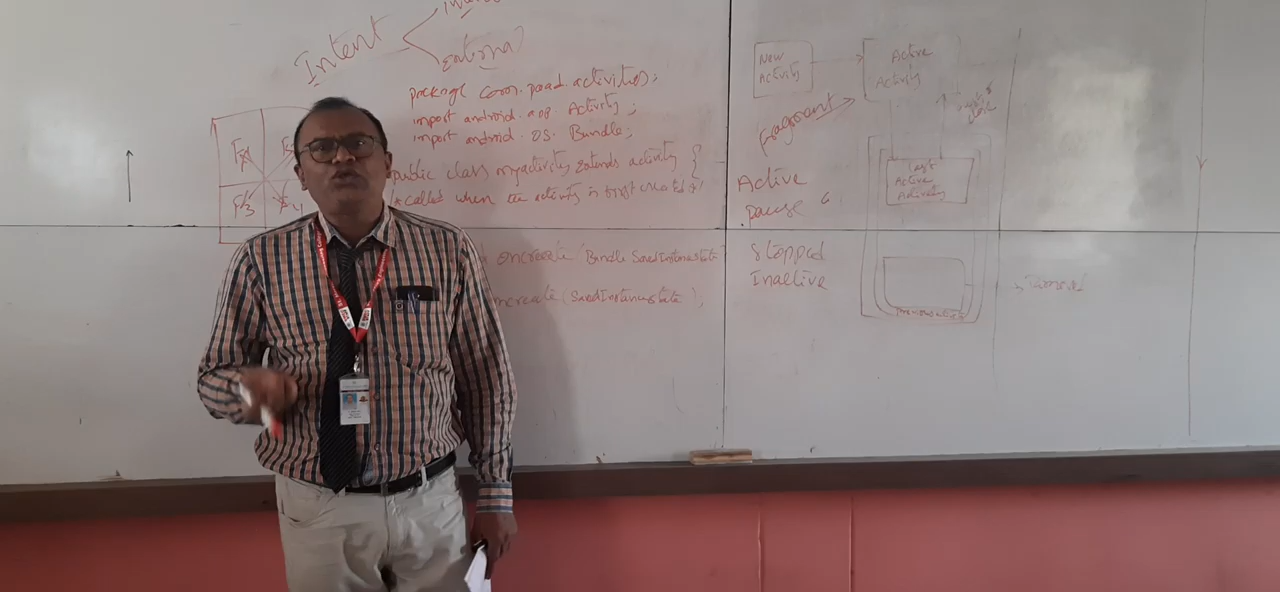 Intent
External
package com.paad.activities;
import android.app.Activity;
import android.os.Bundle;
public class myactivity extends activity {
*called when the activity is first created */
oncreate (Bundle SavedInstancestate
oncreate (SavedInstancestate);
F3
New
Activity
Active
Activity
Fragment
Last
Active
Activity
Active
pause
Stopped
Inactive